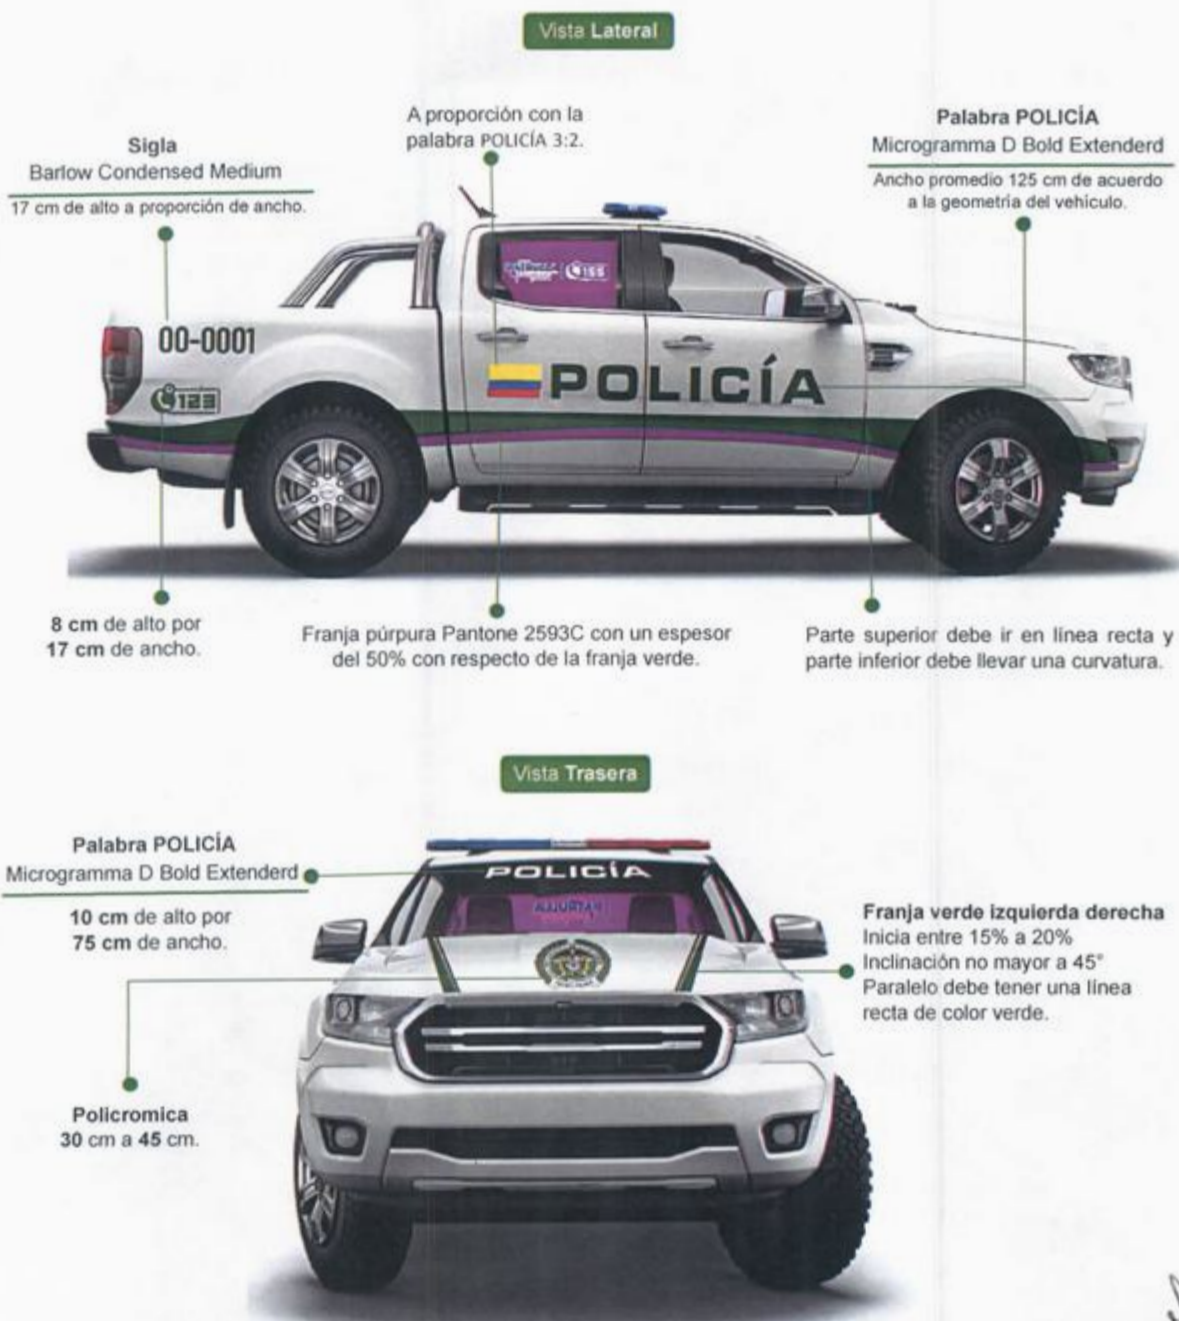 Vista Lateral
Sigla
Barlow Condensed Medium
17 cm de alto a proporción de ancho.
A proporción con la
palabra POLICÍA 3:2.
Palabra POLICÍA
Microgramma D Bold Extenderd
Ancho promedio 125 cm de acuerdo
a la geometría del vehículo.
155
00-0001
POLICÍA
123
8 cm de alto por
17 cm de ancho.
Franja púrpura Pantone 2593C con un espesor
del 50% con respecto de la franja verde.
Parte superior debe ir en línea recta y
parte inferior debe llevar una curvatura.
Vista Trasera
Palabra POLICÍA
Microgramma D Bold Extenderd
10 cm de alto por
75 cm de ancho.
POLICÍA
PATRULLA
Franja verde izquierda derecha
Inicia entre 15% a 20%
Inclinación no mayor a 45°
Paralelo debe tener una línea
recta de color verde.
Policromica
30 cm a 45 cm.